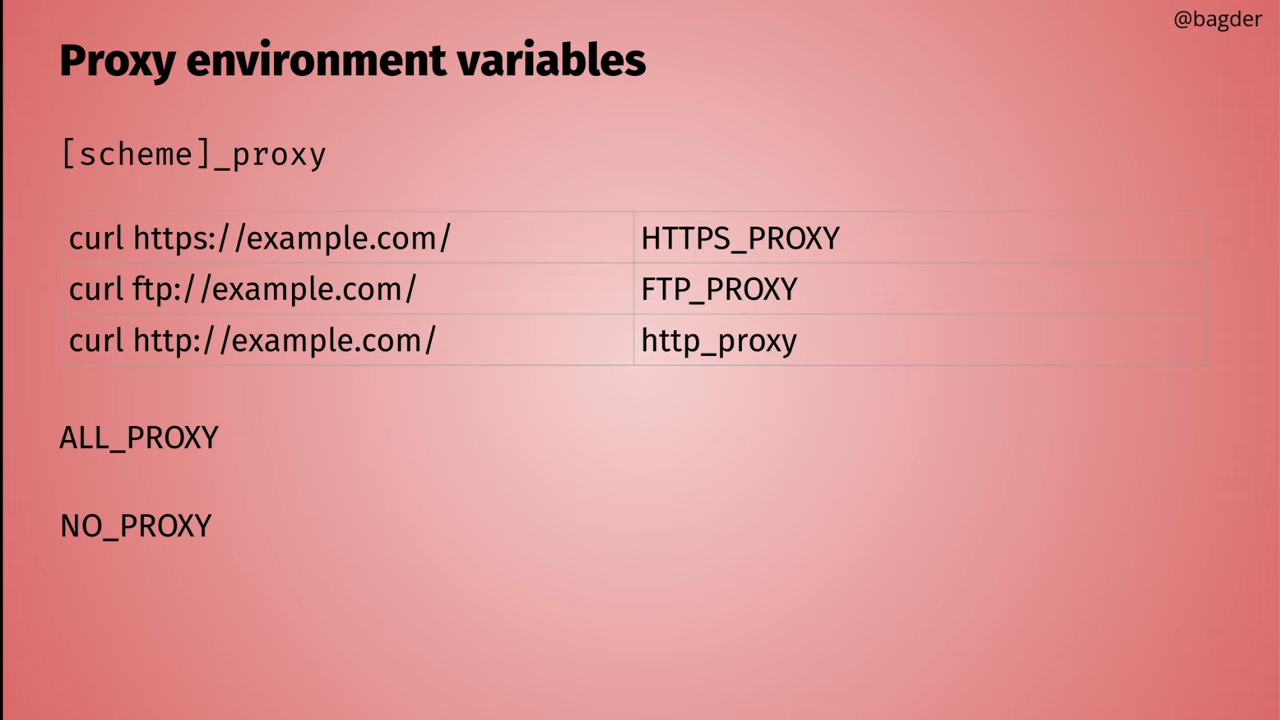 @bagder
Proxy environment variables
[scheme]_proxy
curl https://example.com/ HTTPS_PROXY
curl ftp://example.com/ FTP_PROXY
curl http://example.com/ http_proxy
ALL_PROXY
NO_PROXY